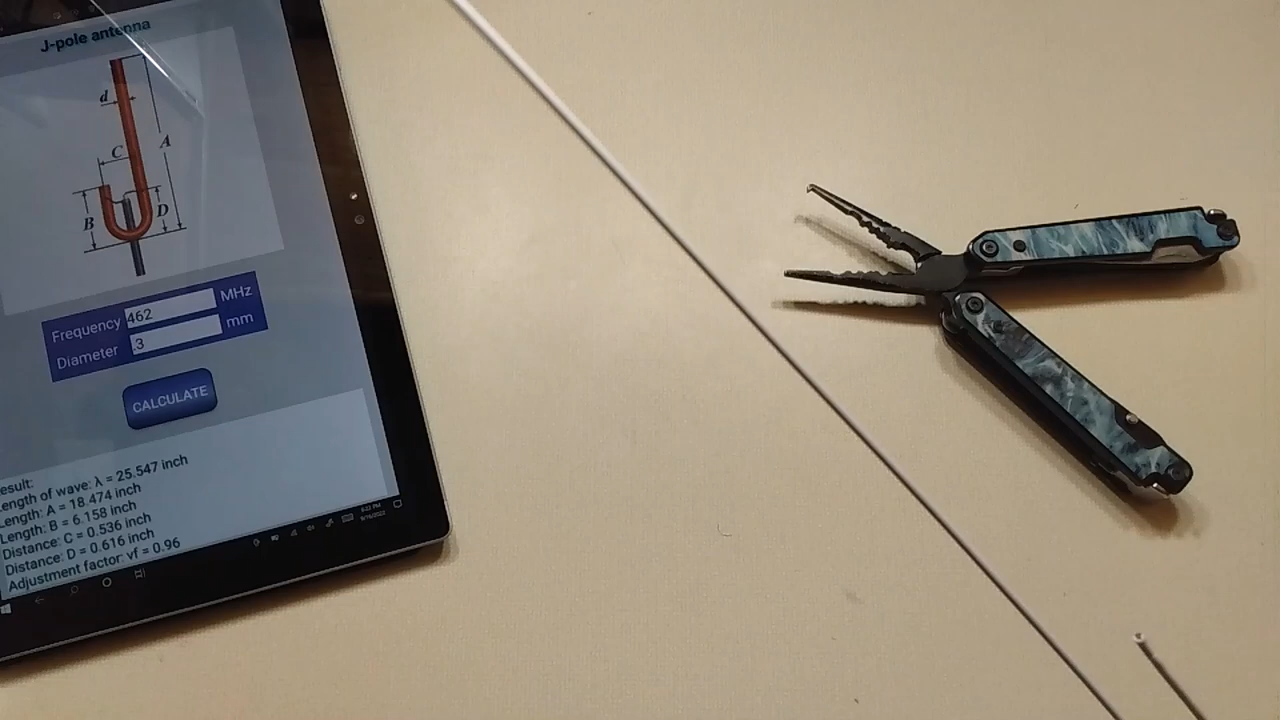 J-pole antenna
d
C
A
B
D
Frequency 462 MHz
Diameter .3 mm
CALCULATE
esult:
ength of wave: λ = 25.547 inch
Length: A = 18.474 inch
Length: B = 6.158 inch
Distance: C = 0.536 inch
Distance: D = 0.616 inch
Adjustment factor: vf = 0.96